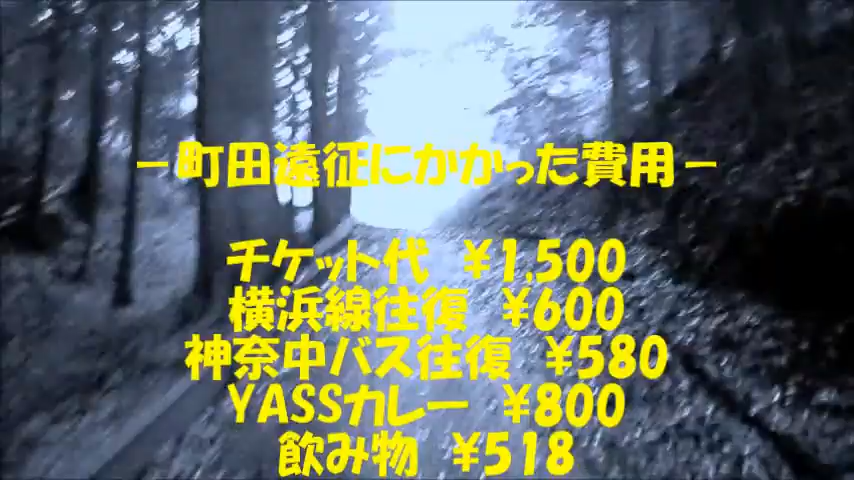 －町田遠征にかかった費用－
チケット代　¥1,500
横浜線往復　¥600
神奈中バス往復　¥580
YASSカレー　¥800
飲み物　¥518